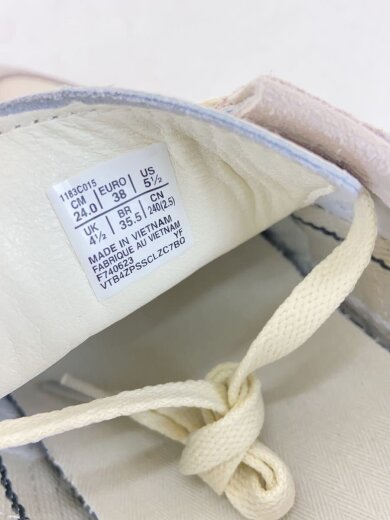 1183C015
CM EURO US
24.0 38 5½
UK BR CN
4½ 35.5 240(2.5)
MADE IN VIETNAM
FABRIQUE AU VIETNAM
F740623 YF
VTB4ZPSSCLZC7BO